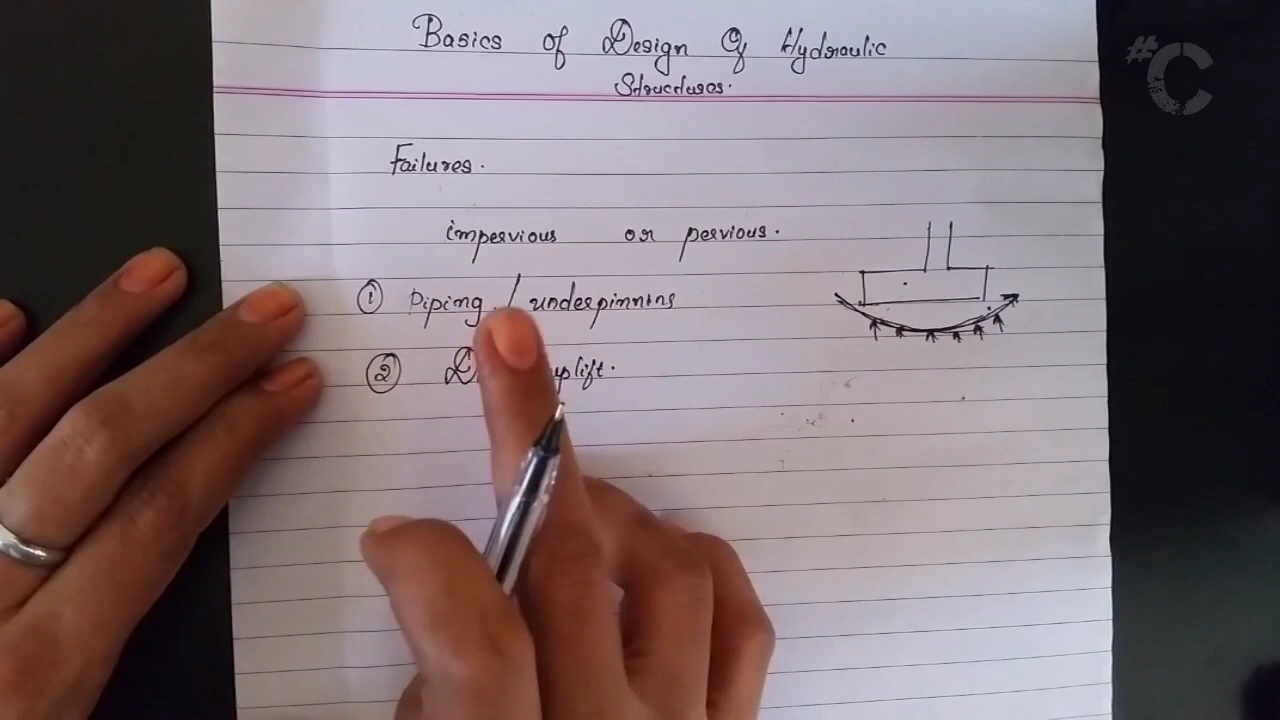 Basics of Design Of Hydraulic
Structures.
Failures.
impervious or pervious.
① Piping / underpinning
② uplift.
#C